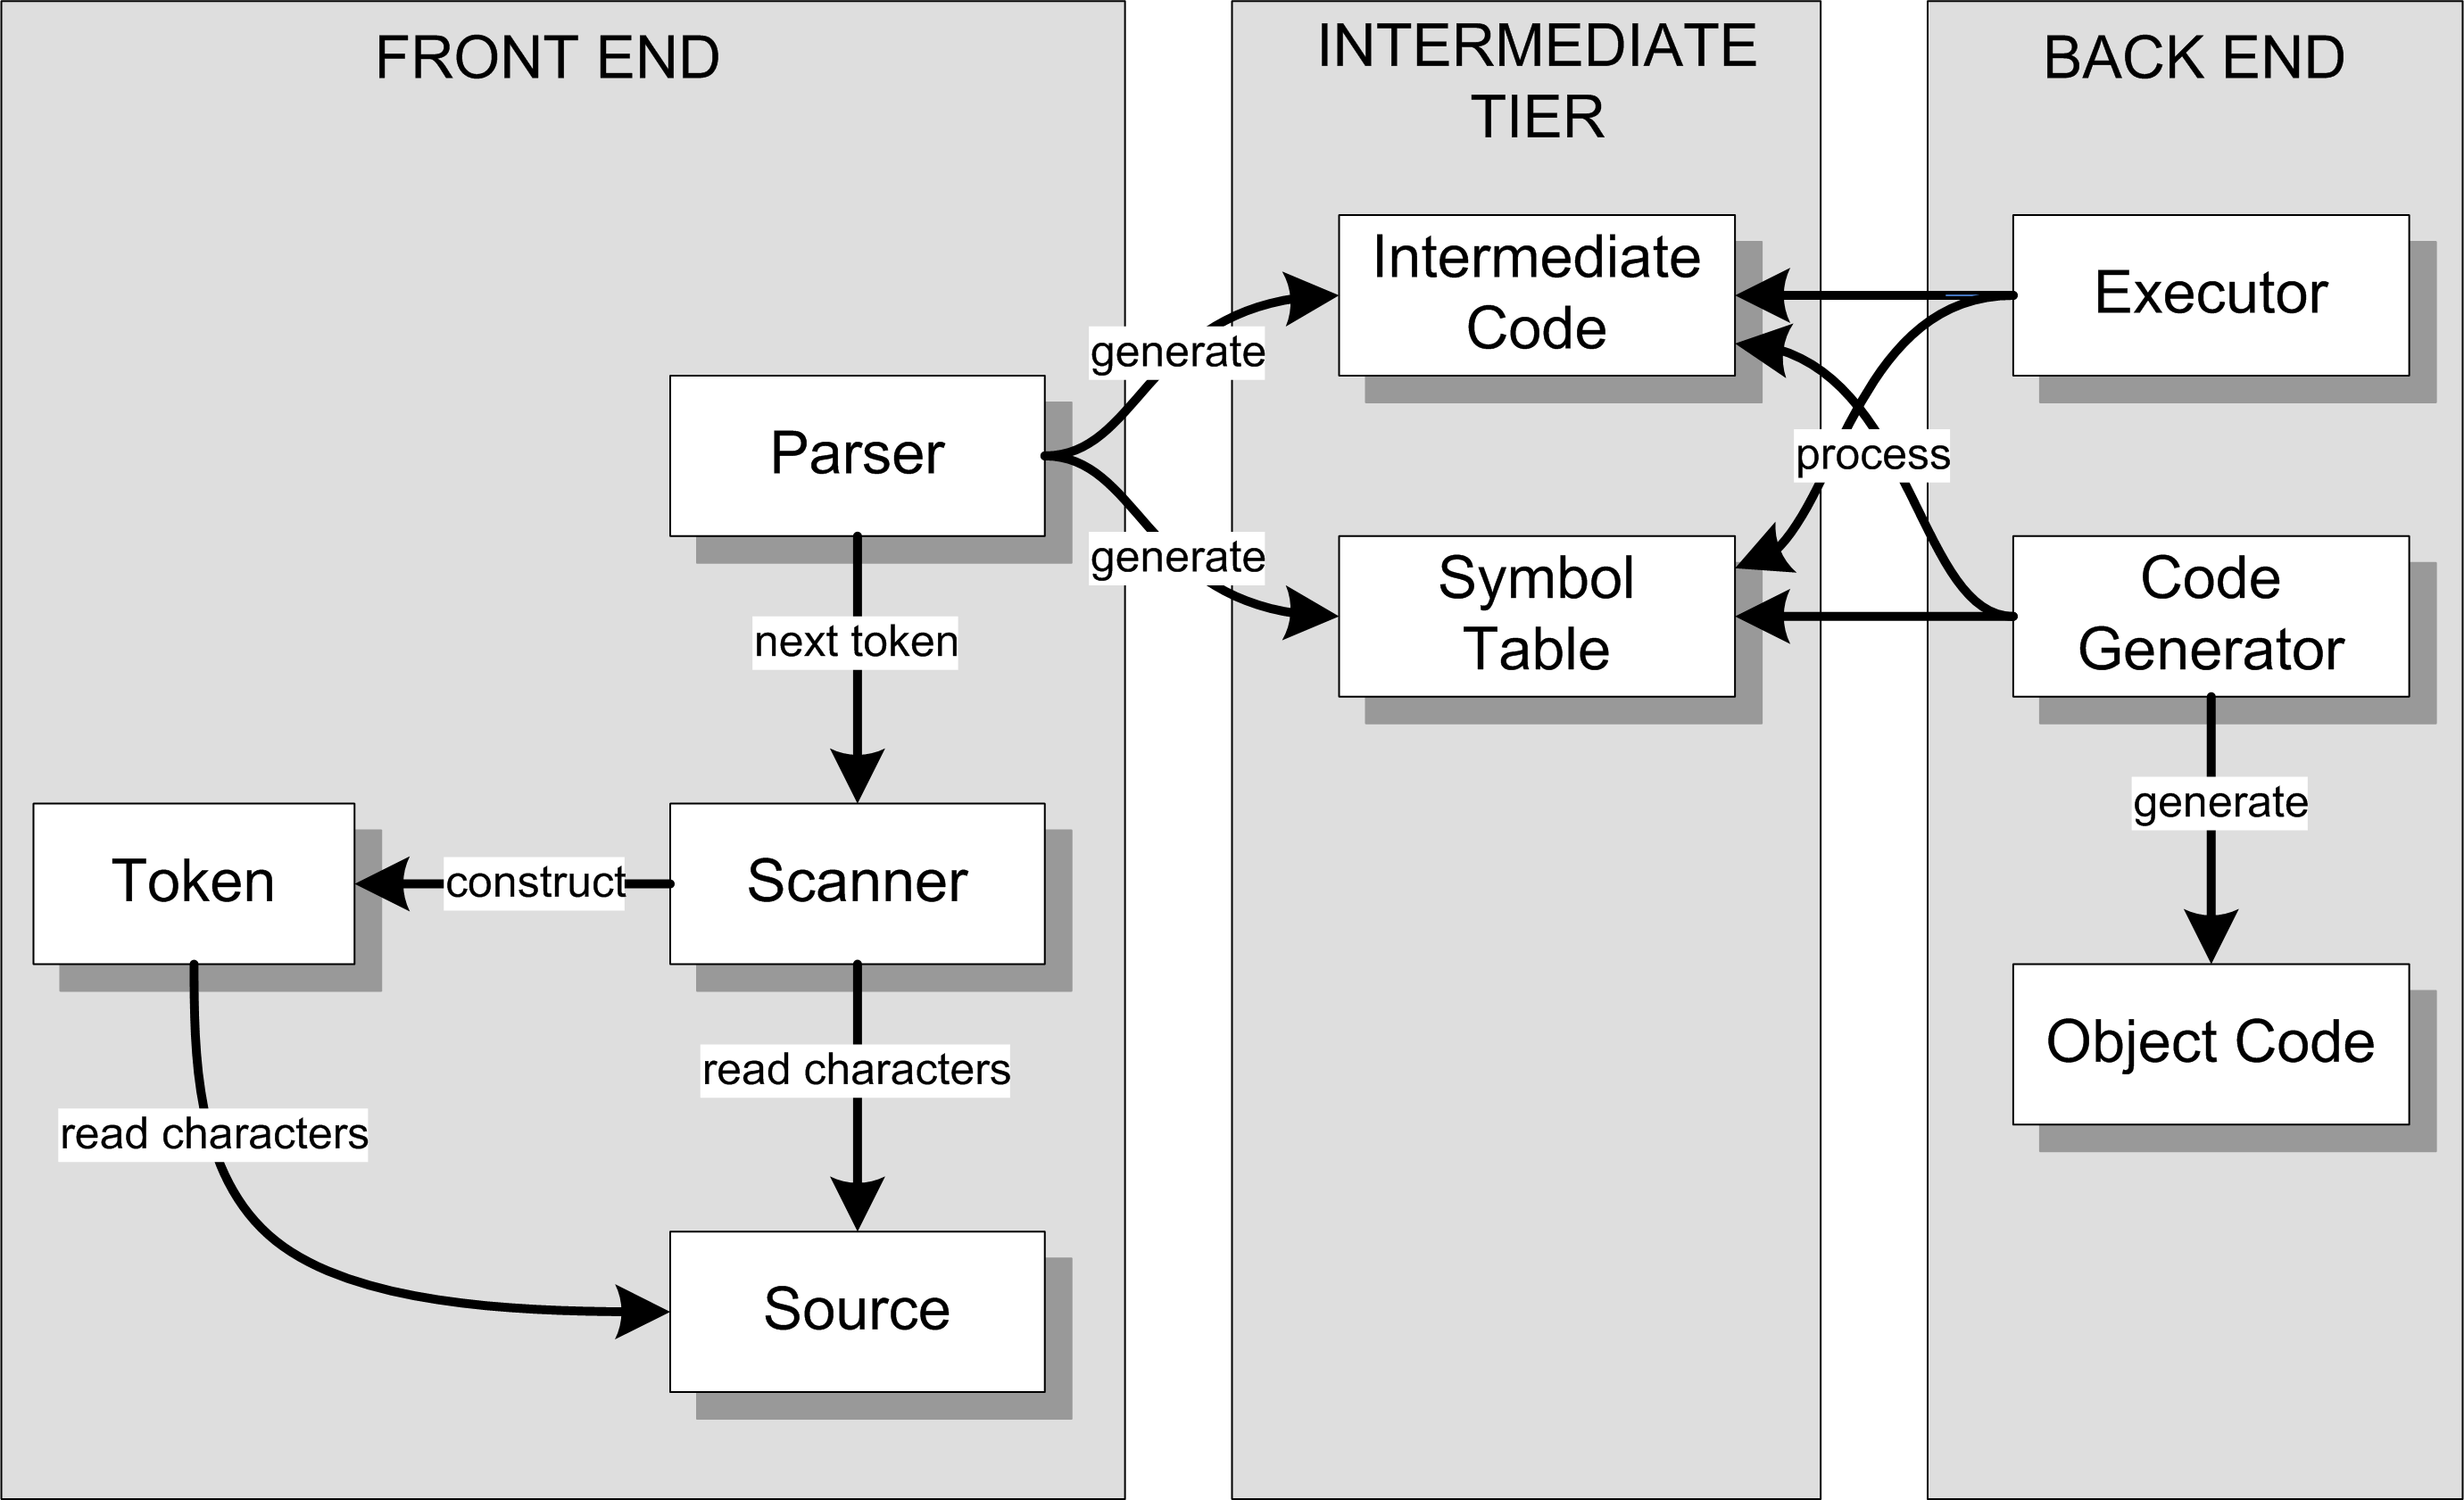 FRONT END
INTERMEDIATE
TIER
BACK END
Intermediate
Code
Executor
generate
Parser
process
generate
Symbol
Table
Code
Generator
next token
generate
Token
construct
Scanner
Object Code
read characters
read characters
Source